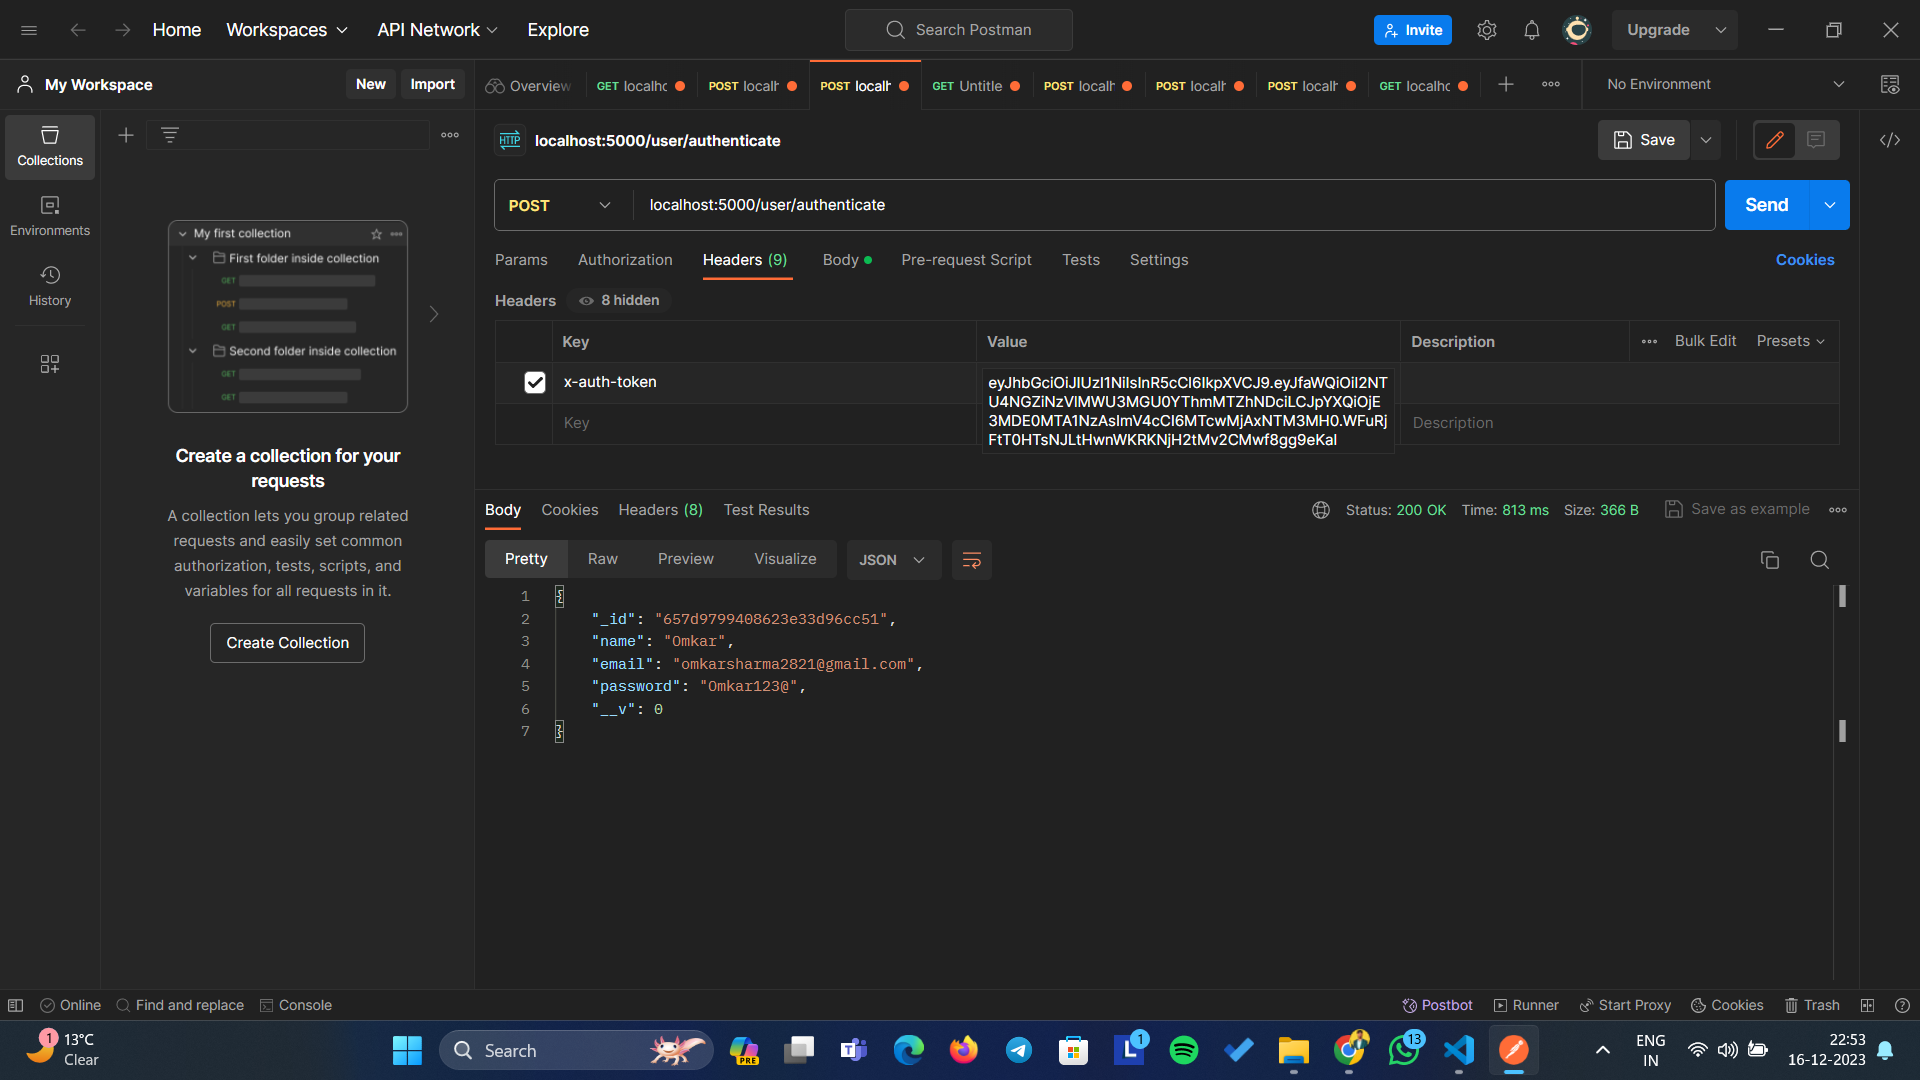 Home Workspaces API Network Explore Search Postman Invite Upgrade
My Workspace New Import Overview GET localhc POST localh POST localh GET Untitle POST localh POST localh POST localh GET localhc No Environment
Collections
Environments
History
My first collection
First folder inside collection
GET
POST
GET
Second folder inside collection
GET
GET
Create a collection for your
requests
A collection lets you group related
requests and easily set common
authorization, tests, scripts, and
variables for all requests in it.
Create Collection
HTTP localhost:5000/user/authenticate Save
POST localhost:5000/user/authenticate Send
Params Authorization Headers (9) Body Pre-request Script Tests Settings Cookies
Headers 8 hidden
Key Value Description Bulk Edit Presets
x-auth-token
Key Description
Body Cookies Headers (8) Test Results Status: 200 OK Time: 813 ms Size: 366 B Save as example
Pretty Raw Preview Visualize JSON
1 {
2 "_id": "657d9799408623e33d96cc51",
3 "name": "Omkar",
4 "email": "omkarsharma2821@gmail.com",
5 "password": "Omkar123@",
6 "__v": 0
7 }
Online Find and replace Console Postbot Runner Start Proxy Cookies Trash
1 13°C
Clear
Search
PRE
1
13
ENG
IN
22:53
16-12-2023